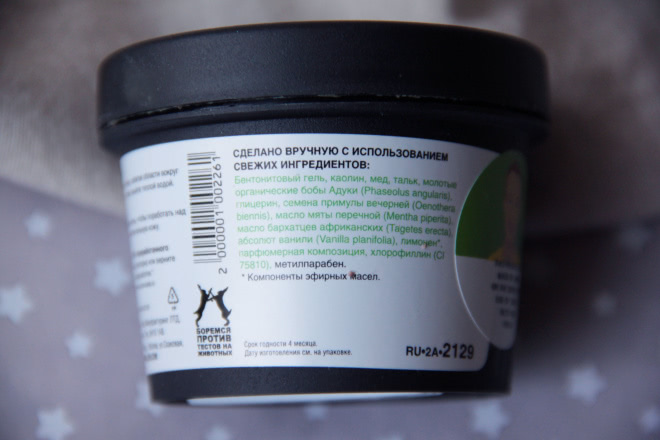 СДЕЛАНО ВРУЧНУЮ С ИСПОЛЬЗОВАНИЕМ
СВЕЖИХ ИНГРЕДИЕНТОВ:
Бентонитовый гель, каолин, мед, тальк, молотые
органические бобы Адуки (Phaseolus angularis),
глицерин, семена примулы вечерней (Oenothera
biennis), масло мяты перечной (Mentha piperita),
масло бархатцев африканских (Tagetes erecta),
абсолют ванили (Vanilla planifolia), лимонен*,
парфюмерная композиция, хлорофиллин (CI
75810), метилпарабен.
* Компоненты эфирных масел.
2 000001 002261
БОРЕМСЯ
ПРОТИВ
ТЕСТОВ НА
ЖИВОТНЫХ
Срок годности 4 месяца.
Дата изготовления см. на упаковке.
RU•2A•2129